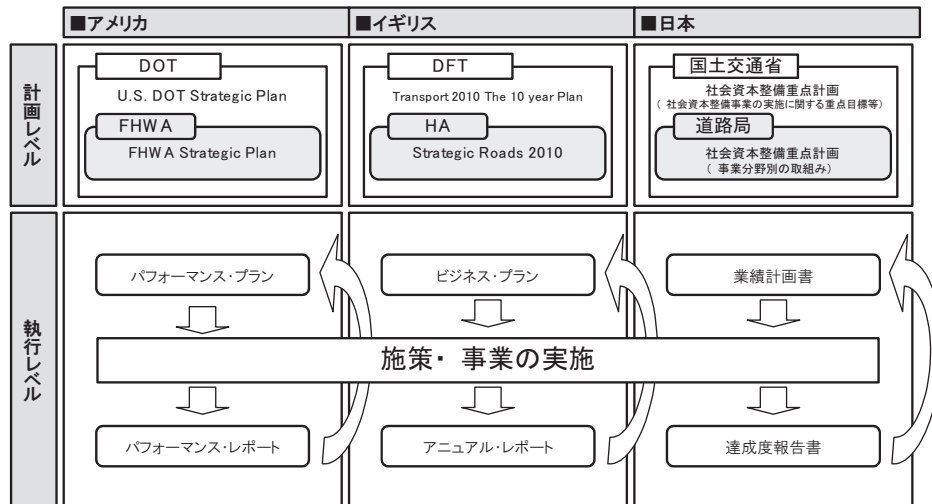 ■アメリカ
■イギリス
■日本
計画レベル
DOT
U.S. DOT Strategic Plan
FHWA
FHWA Strategic Plan
DFT
Transport 2010 The 10 year Plan
HA
Strategic Roads 2010
国土交通省
社会資本整備重点計画
( 社会資本整備事業の実施に関する重点目標等)
道路局
社会資本整備重点計画
( 事業分野別の取組み)
執行レベル
パフォーマンス・プラン
ビジネス・プラン
業績計画書
施策・ 事業の実施
パフォーマンス・レポート
アニュアル・レポート
達成度報告書